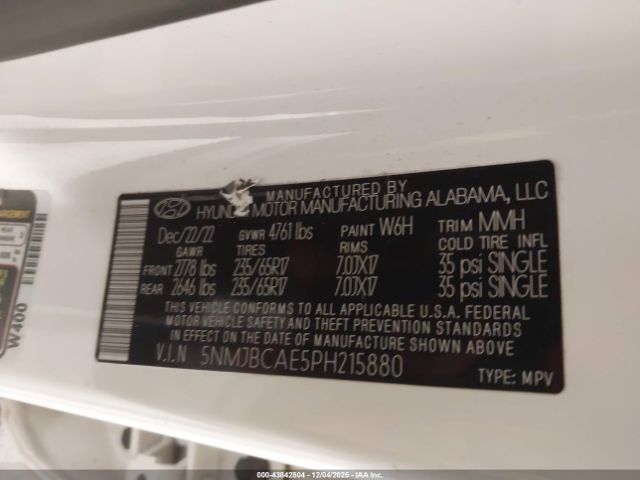 MANUFACTURED BY
HYUNDAI MOTOR MANUFACTURING ALABAMA, LLC
Dec/22/22 GVWR 4761 lbs PAINT W6H TRIM MMH
GAWR TIRES RIMS COLD TIRE INFL
FRONT 2778 lbs 235/65R17 7.0JX17 35 psi SINGLE
REAR 2646 lbs 235/65R17 7.0JX17 35 psi SINGLE
THIS VEHICLE CONFORMS TO ALL APPLICABLE U.S.A. FEDERAL
MOTOR VEHICLE SAFETY AND THEFT PREVENTION STANDARDS
IN EFFECT ON THE DATE OF MANUFACTURE SHOWN ABOVE.
V.I.N 5NMJBCAE5PH215880
TYPE: MPV
W400
000-43842804 | 12/04/2025 - IAA, Inc.